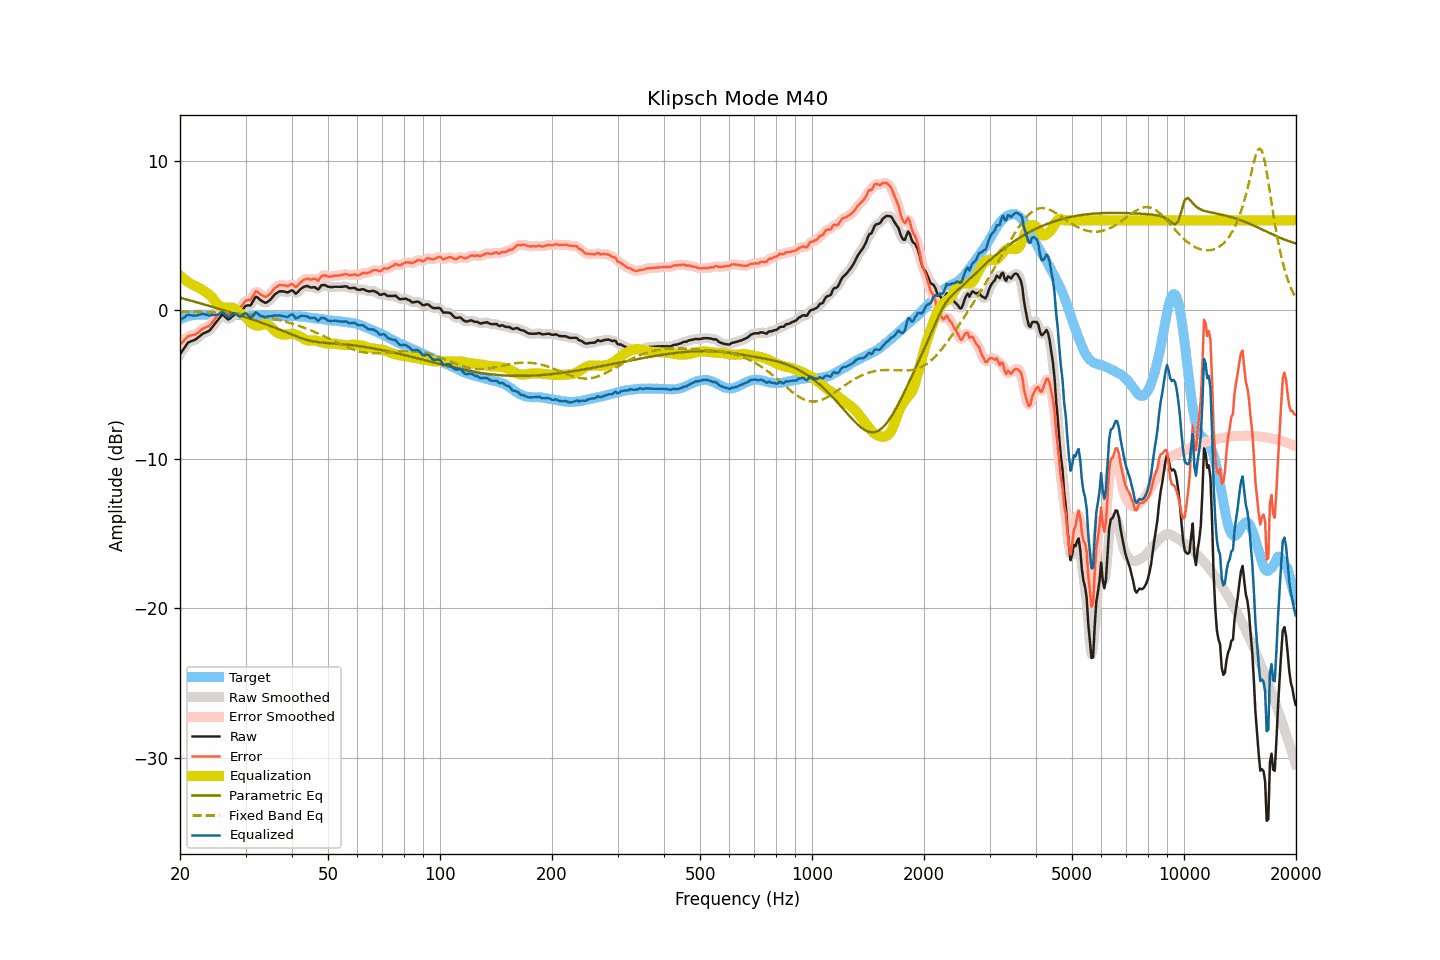 Klipsch Mode M40
Amplitude (dBr)
10
0
−10
−20
−30
Target
Raw Smoothed
Error Smoothed
Raw
Error
Equalization
Parametric Eq
Fixed Band Eq
Equalized
20 50 100 200 500 1000 2000 5000 10000 20000
Frequency (Hz)